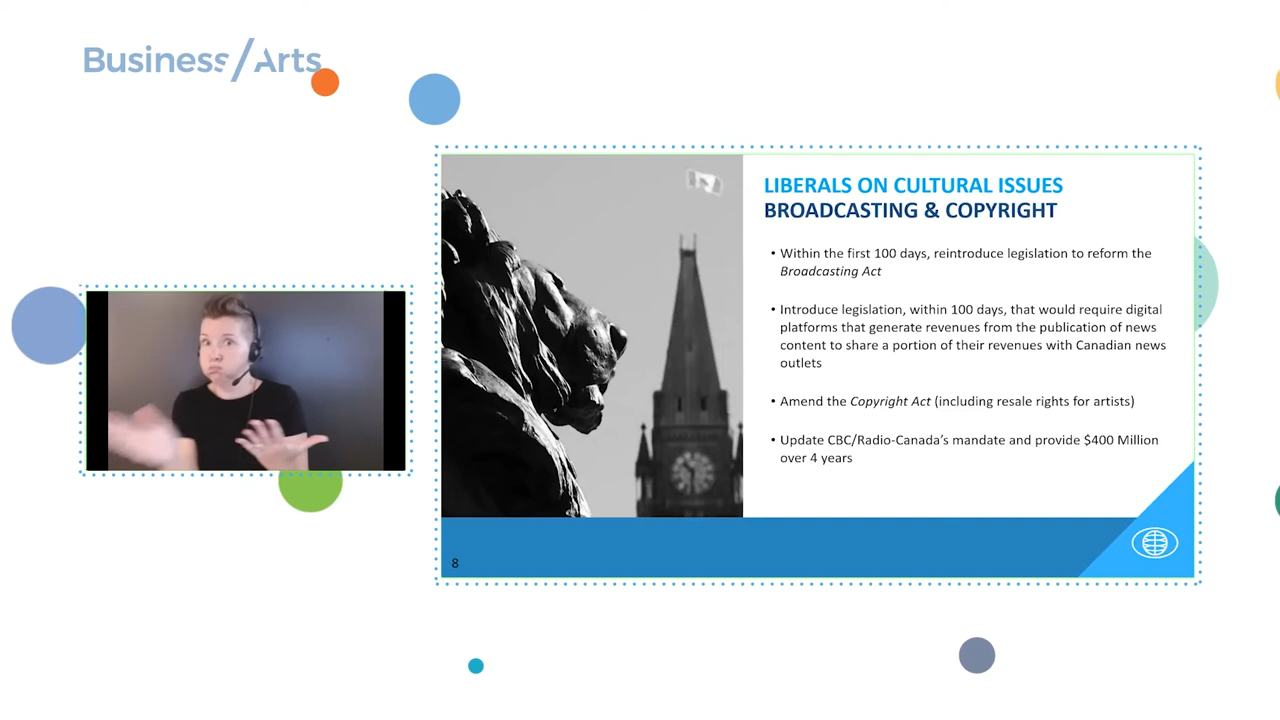 Business/Arts
LIBERALS ON CULTURAL ISSUES
BROADCASTING & COPYRIGHT
• Within the first 100 days, reintroduce legislation to reform the
Broadcasting Act
• Introduce legislation, within 100 days, that would require digital
platforms that generate revenues from the publication of news
content to share a portion of their revenues with Canadian news
outlets
• Amend the Copyright Act (including resale rights for artists)
• Update CBC/Radio-Canada’s mandate and provide $400 Million
over 4 years
8